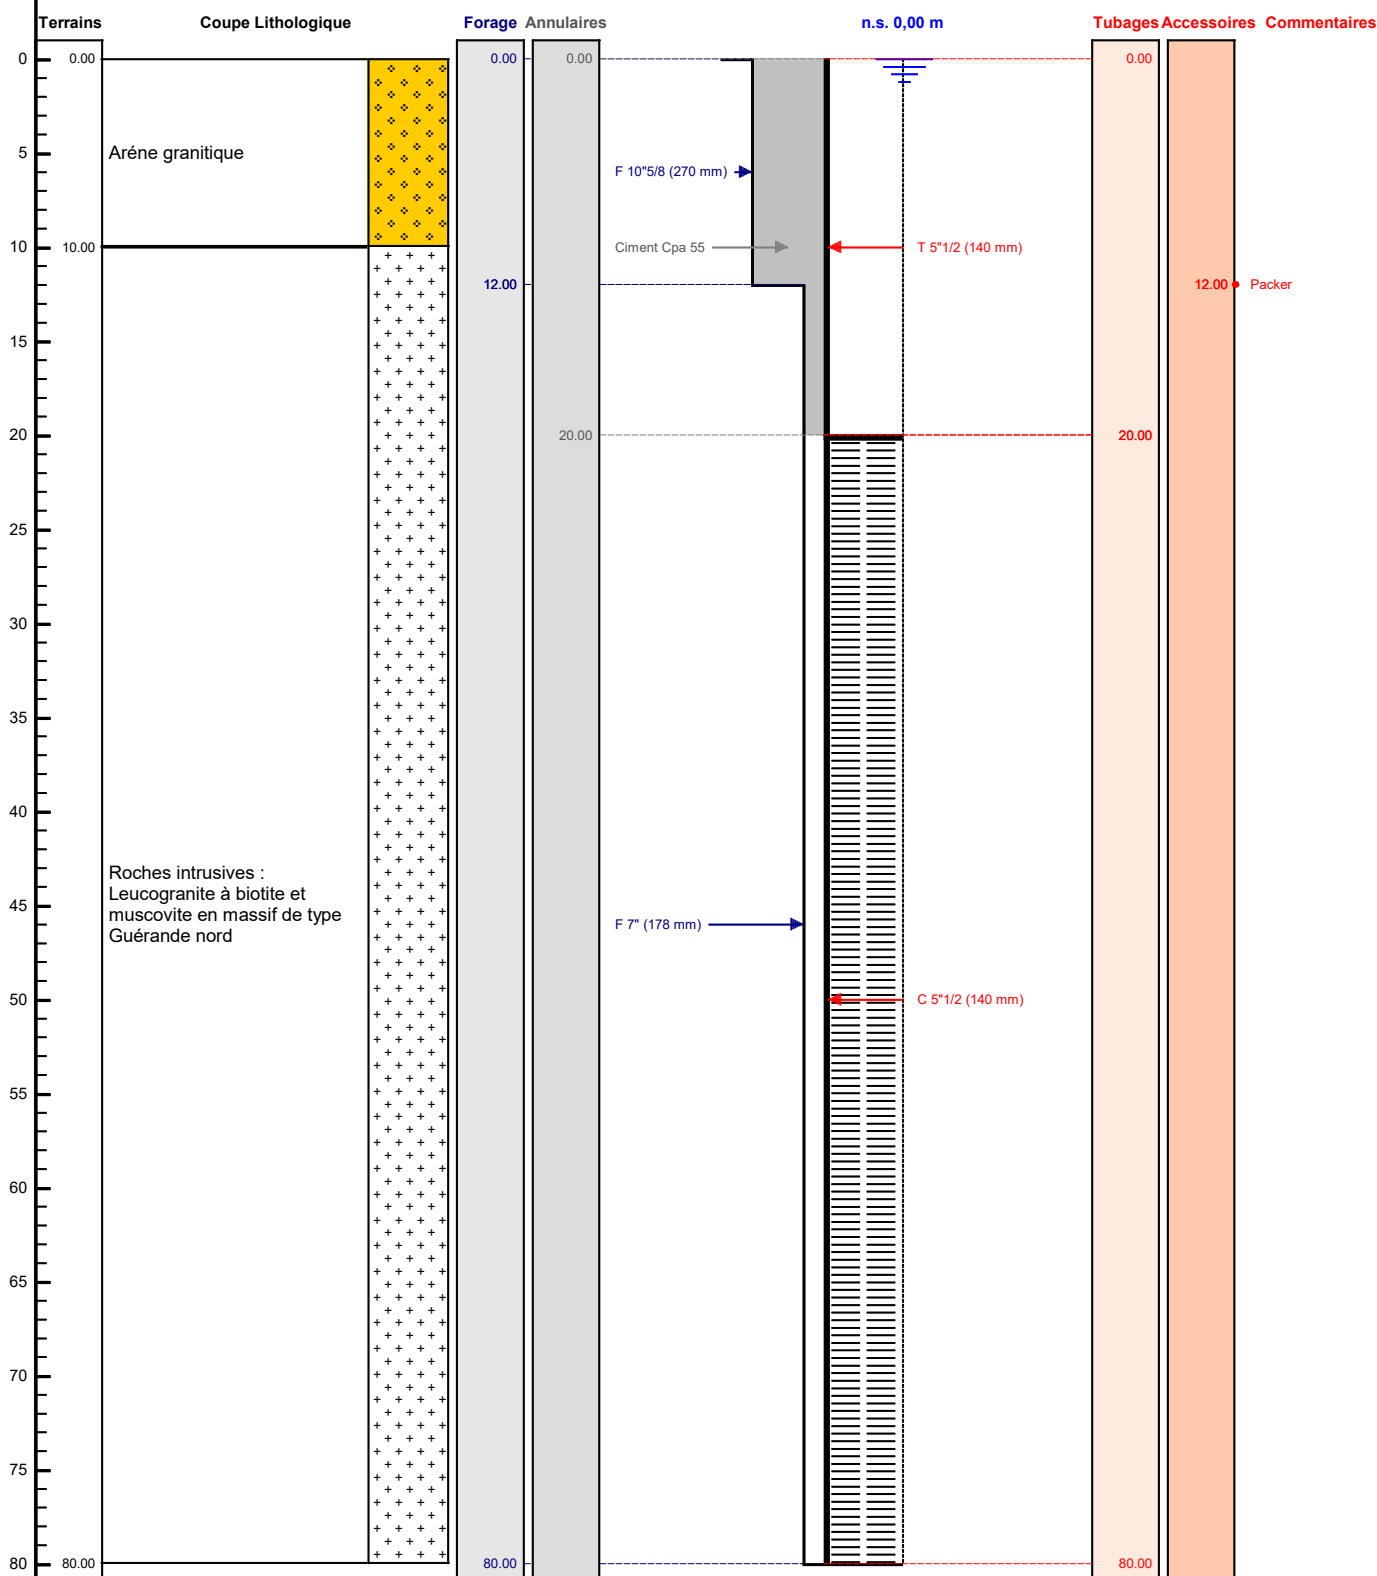 Terrains Coupe Lithologique Forage Annulaires n.s. 0,00 m Tubages Accessoires Commentaires
0 0.00 0.00 0.00 0.00
5 Aréne granitique
F 10"5/8 (270 mm)
10 10.00 Ciment Cpa 55 T 5"1/2 (140 mm)
12.00 12.00 Packer
15
20 20.00 20.00
25
30
35
40
Roches intrusives :
Leucogranite à biotite et
45 muscovite en massif de type
Guérande nord
F 7" (178 mm)
50 C 5"1/2 (140 mm)
55
60
65
70
75
80 80.00 80.00 80.00